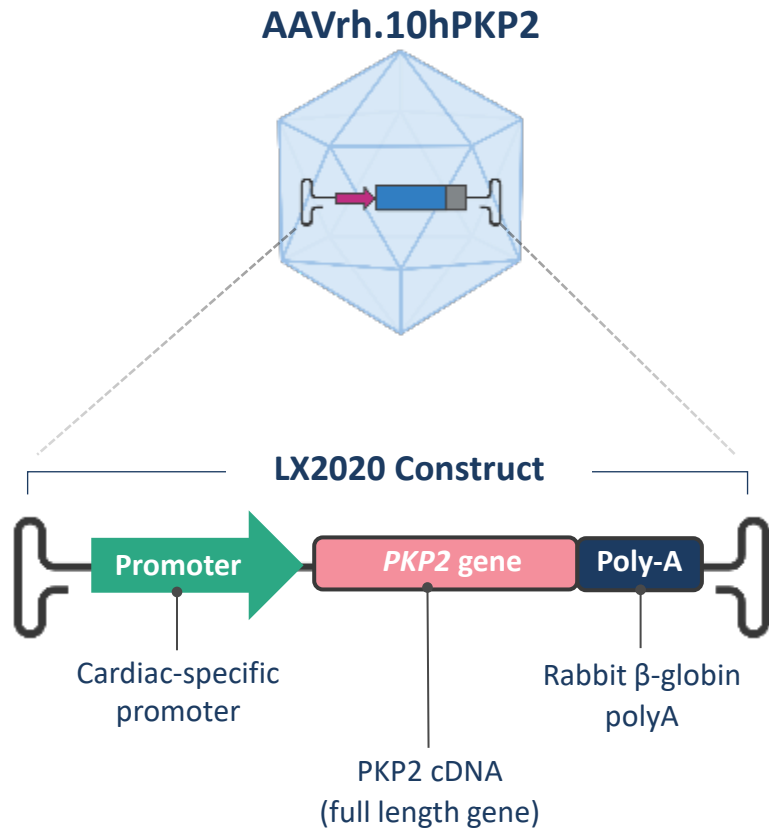 AAVrh.10hPKP2
LX2020 Construct
Promoter
PKP2 gene
Poly-A
Cardiac-specific
promoter
Rabbit β-globin
polyA
PKP2 cDNA
(full length gene)